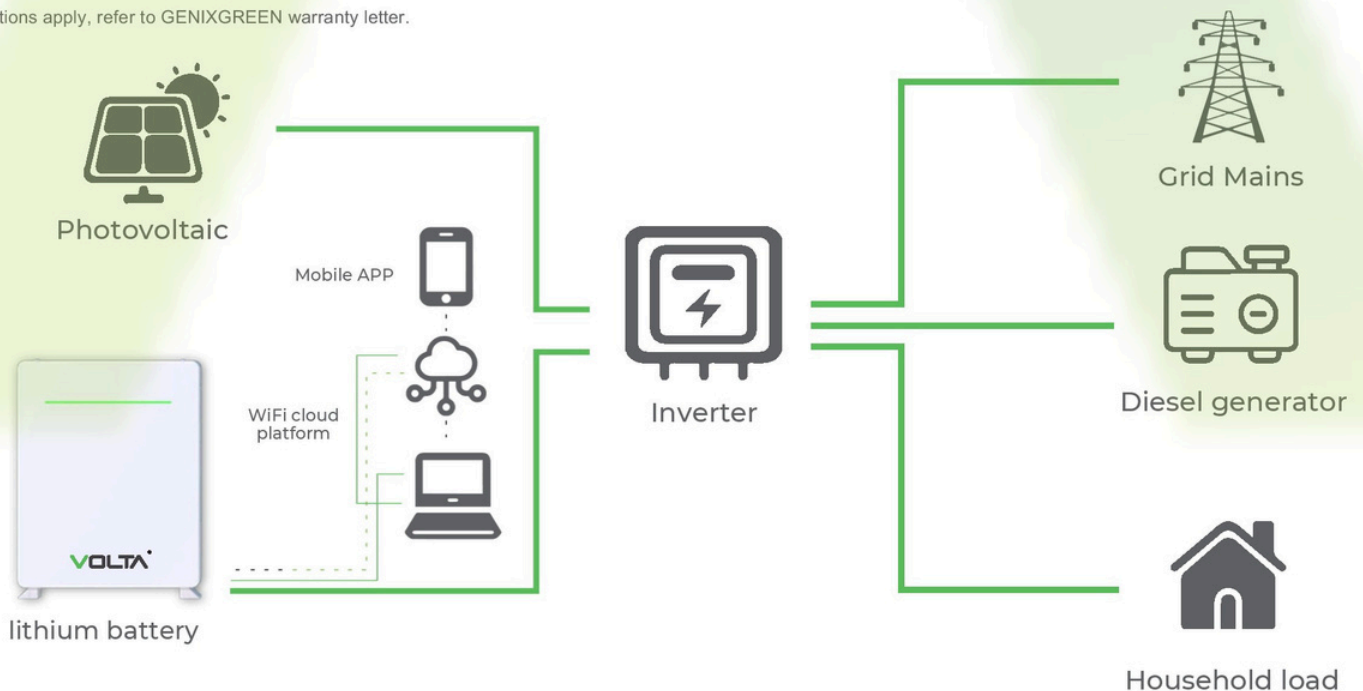 tions apply, refer to GENIXGREEN warranty letter.
Photovoltaic
Mobile APP
WiFi cloud
platform
VOLTA
lithium battery
Inverter
Grid Mains
Diesel generator
Household load